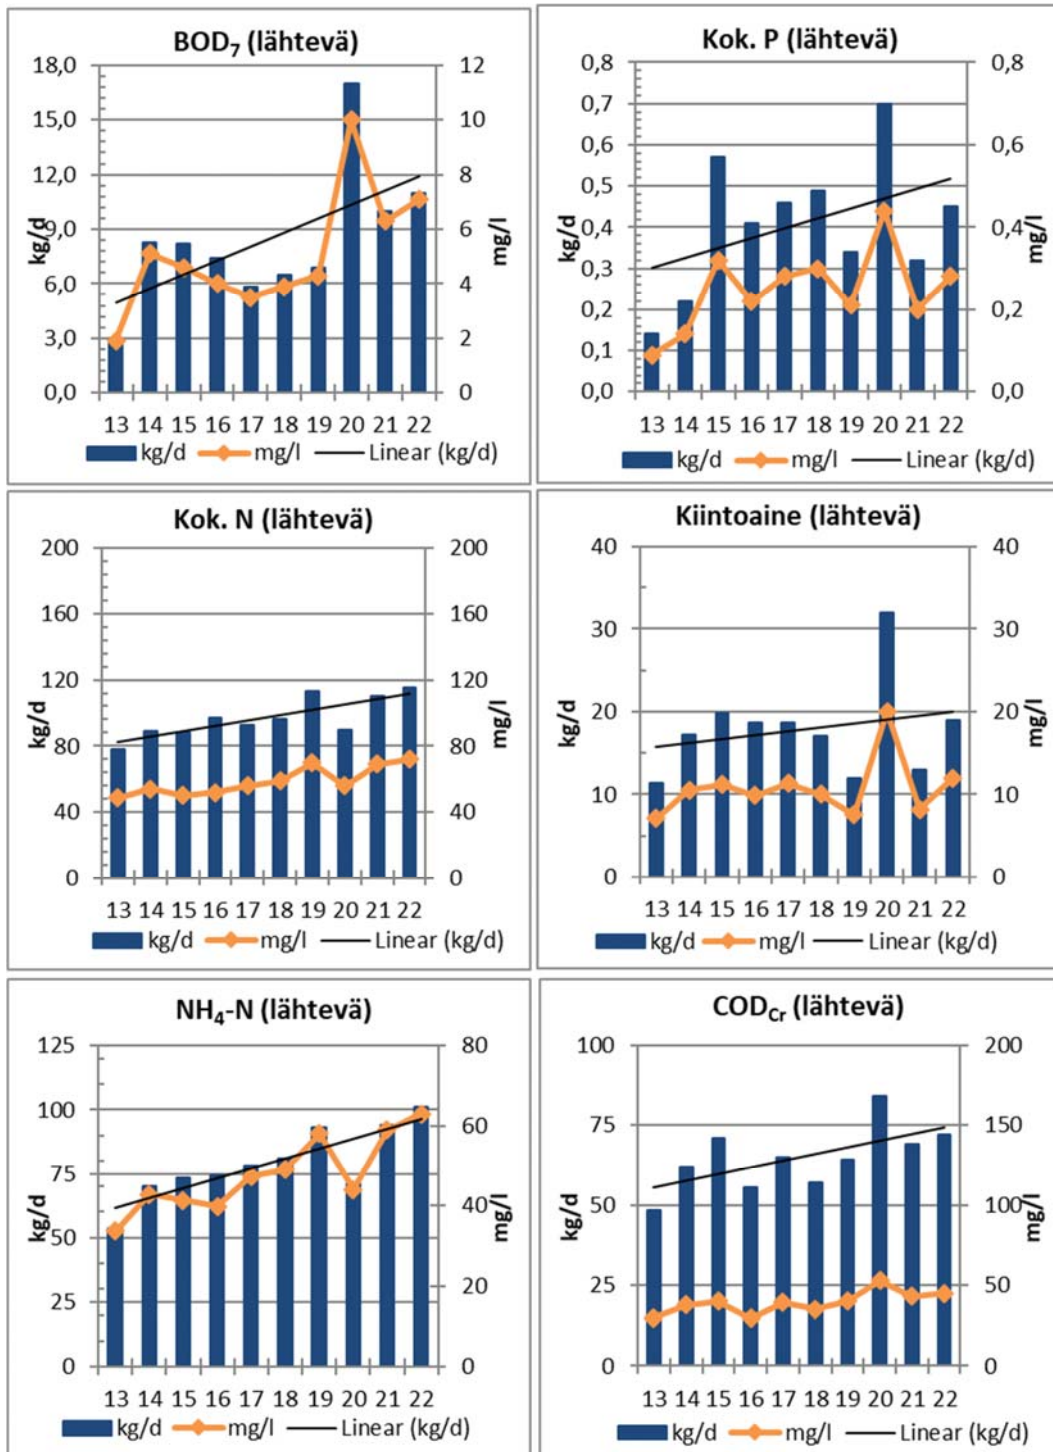 BOD₇ (lähtevä)
18,0
15,0
12,0
9,0
6,0
3,0
0,0
kg/d
12
10
8
6
4
2
0
mg/l
13 14 15 16 17 18 19 20 21 22
kg/d mg/l Linear (kg/d)
Kok. P (lähtevä)
0,8
0,7
0,6
0,5
0,4
0,3
0,2
0,1
0,0
kg/d
0,8
0,6
0,4
0,2
0,0
mg/l
13 14 15 16 17 18 19 20 21 22
kg/d mg/l Linear (kg/d)
Kok. N (lähtevä)
200
160
120
80
40
0
kg/d
200
160
120
80
40
0
mg/l
13 14 15 16 17 18 19 20 21 22
kg/d mg/l Linear (kg/d)
Kiintoaine (lähtevä)
40
30
20
10
0
kg/d
40
30
20
10
0
mg/l
13 14 15 16 17 18 19 20 21 22
kg/d mg/l Linear (kg/d)
NH₄-N (lähtevä)
125
100
75
50
25
0
kg/d
80
60
40
20
0
mg/l
13 14 15 16 17 18 19 20 21 22
kg/d mg/l Linear (kg/d)
COD_Cr (lähtevä)
100
75
50
25
0
kg/d
200
150
100
50
0
mg/l
13 14 15 16 17 18 19 20 21 22
kg/d mg/l Linear (kg/d)